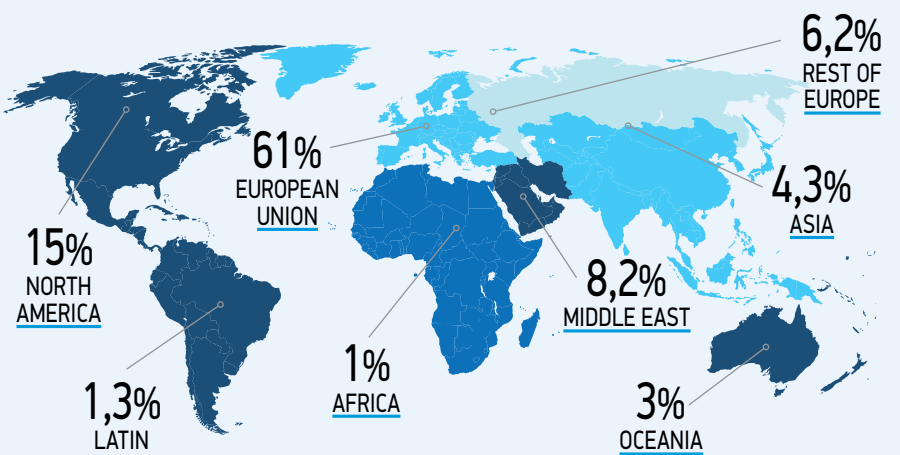 6,2%
REST OF
EUROPE
61%
EUROPEAN
UNION
4,3%
ASIA
15%
NORTH
AMERICA
8,2%
MIDDLE EAST
1%
AFRICA
1,3%
LATIN
3%
OCEANIA